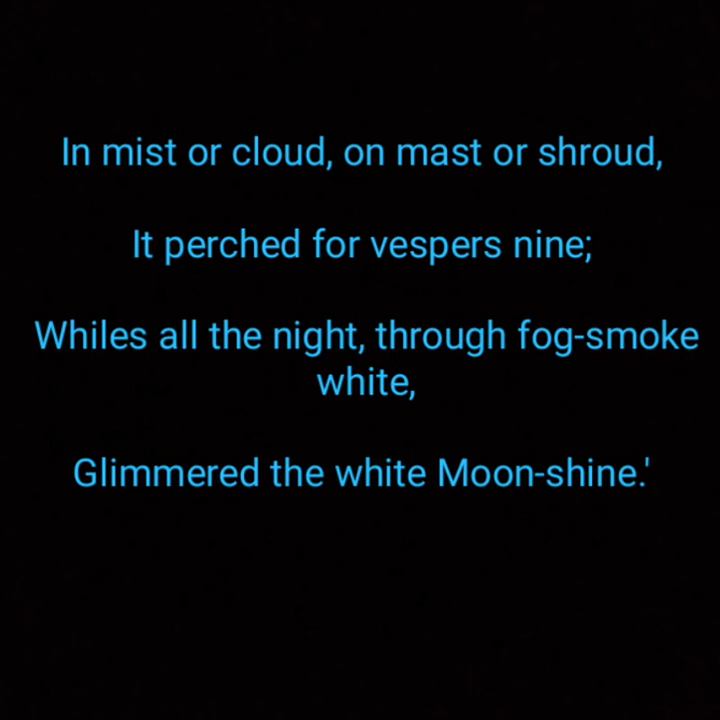 In mist or cloud, on mast or shroud,
It perched for vespers nine;
Whiles all the night, through fog-smoke
white,
Glimmered the white Moon-shine.'